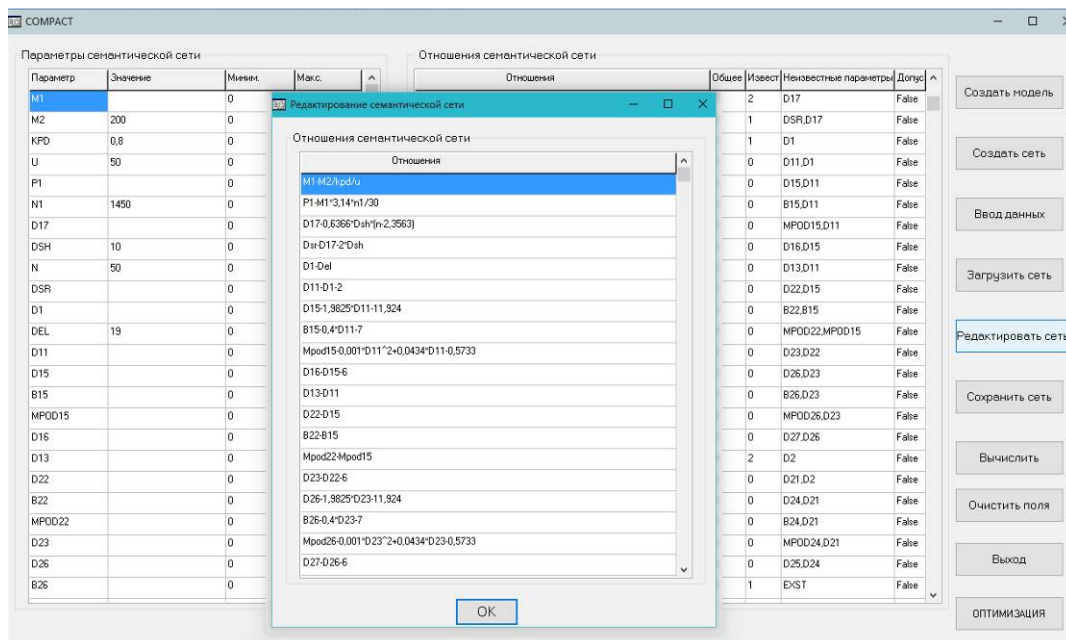 COMPACT
Параметры семантической сети
Отношения семантической сети
Параметр Значение Миним. Макс.
Отношения Общее Извест Неизвестные параметры Допус
M1 0
M2 200 0
KPD 0,8 0
U 50 0
P1 0
N1 1450 0
D17 0
DSH 10 0
N 50 0
DSR 0
D1 0
DEL 19 0
D11 0
D15 0
B15 0
MPOD15 0
D16 0
D13 0
D22 0
B22 0
MPOD22 0
D23 0
D26 0
B26 0
Редактирование семантической сети
Отношения семантической сети
Отношения
M1-M2/kpd/u
P1-M1*3,14*n1/30
D17-0,6366*Dsh*(n-2,3563)
Dsr-D17-2*Dsh
D1-Del
D11-D1-2
D15-1,9825*D11-11,924
B15-0,4*D11-7
Mpod15-0,001*D11^2+0,0434*D11-0,5733
D16-D15-6
D13-D11
D22-D15
B22-B15
Mpod22-Mpod15
D23-D22-6
D26-1,9825*D23-11,924
B26-0,4*D23-7
Mpod26-0,001*D23^2+0,0434*D23-0,5733
D27-D26-6
OK
2 D17 False
1 DSR,D17 False
1 D1 False
0 D11,D1 False
0 D15,D11 False
0 B15,D11 False
0 MPOD15,D11 False
0 D16,D15 False
0 D13,D11 False
0 D22,D15 False
0 B22,B15 False
0 MPOD22,MPOD15 False
0 D23,D22 False
0 D26,D23 False
0 B26,D23 False
0 MPOD26,D23 False
0 D27,D26 False
2 D2 False
0 D21,D2 False
0 D24,D21 False
0 B24,D21 False
0 MPOD24,D21 False
0 D25,D24 False
1 EXST False
Создать модель
Создать сеть
Ввод данных
Загрузить сеть
Редактировать сеть
Сохранить сеть
Вычислить
Очистить поля
Выход
ОПТИМИЗАЦИЯ